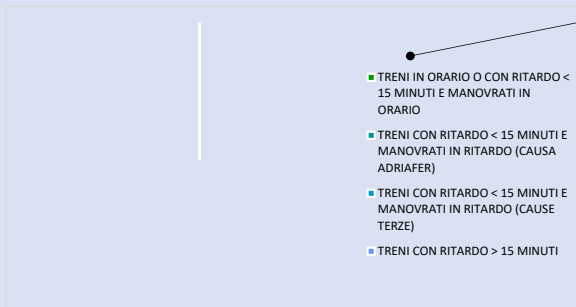 TRENI IN ORARIO O CON RITARDO <
15 MINUTI E MANOVRATI IN
ORARIO
TRENI CON RITARDO < 15 MINUTI E
MANOVRATI IN RITARDO (CAUSA
ADRIAFER)
TRENI CON RITARDO < 15 MINUTI E
MANOVRATI IN RITARDO (CAUSE
TERZE)
TRENI CON RITARDO > 15 MINUTI